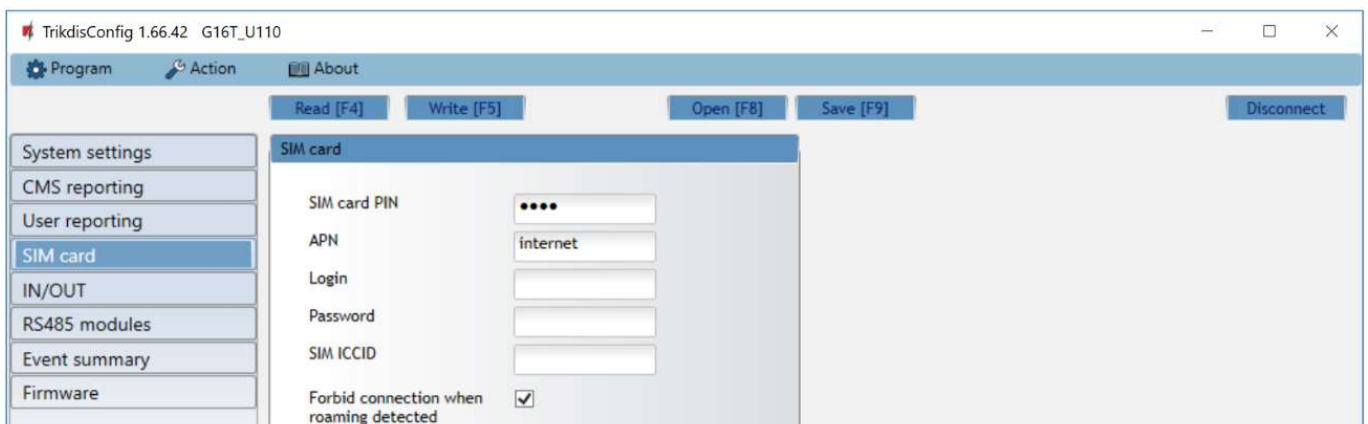 TrikdisConfig 1.66.42 G16T_U110
Program Action About
Read [F4] Write [F5] Open [F8] Save [F9] Disconnect
System settings
CMS reporting
User reporting
SIM card
IN/OUT
RS485 modules
Event summary
Firmware
SIM card
SIM card PIN ••••
APN internet
Login
Password
SIM ICCID
Forbid connection when
roaming detected